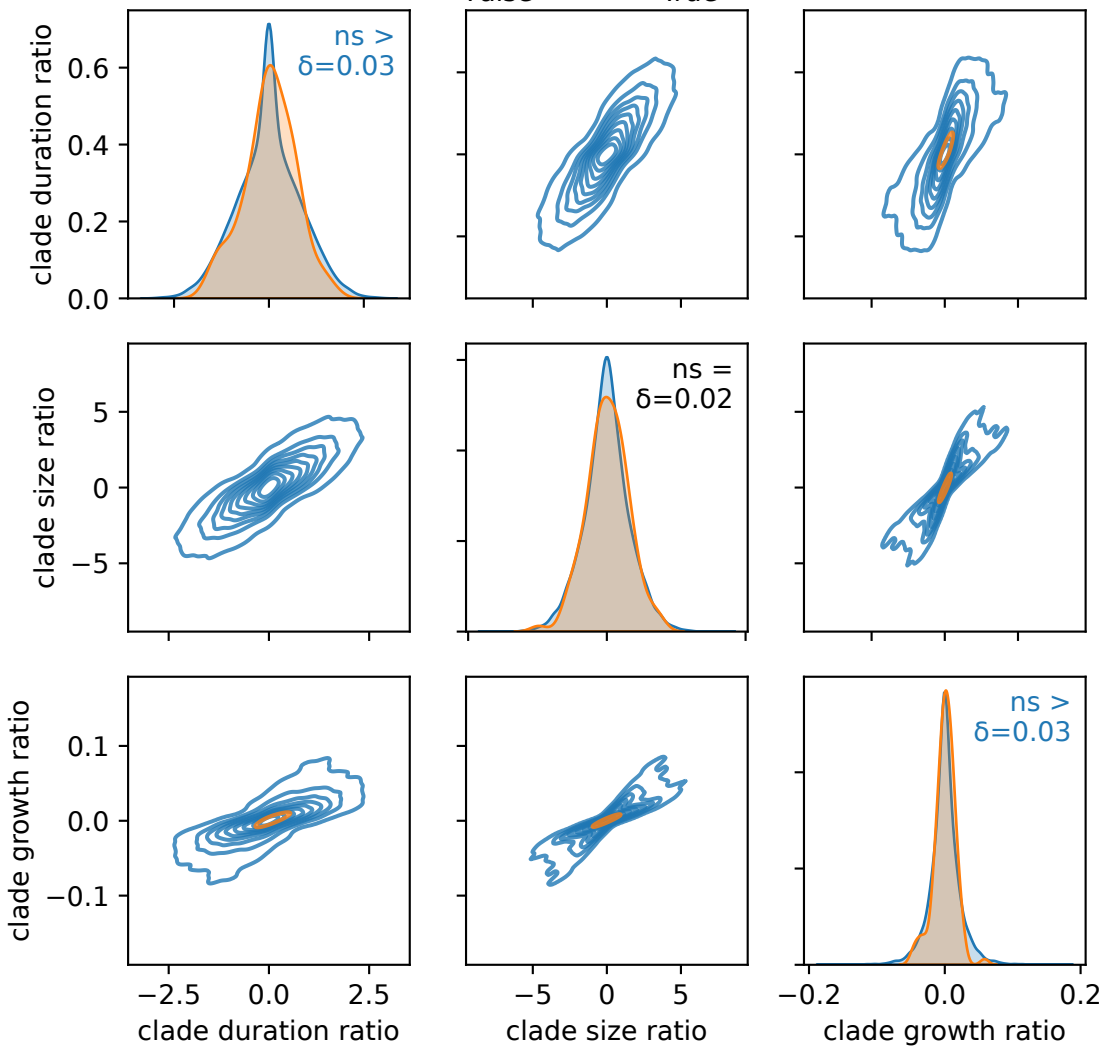 ns >
δ=0.03
clade duration ratio
0.6
0.4
0.2
0.0
ns =
δ=0.02
clade size ratio
5
0
−5
ns >
δ=0.03
clade growth ratio
0.1
0.0
−0.1
−2.5 0.0 2.5
−5 0 5
−0.2 0.0 0.2
clade duration ratio
clade size ratio
clade growth ratio